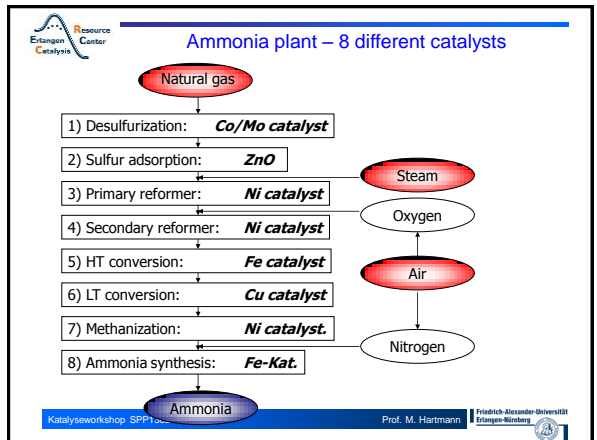 Resource
Erlangen Center
Catalysis
Ammonia plant – 8 different catalysts
Natural gas
1) Desulfurization: Co/Mo catalyst
2) Sulfur adsorption: ZnO
Steam
3) Primary reformer: Ni catalyst
Oxygen
4) Secondary reformer: Ni catalyst
5) HT conversion: Fe catalyst
Air
6) LT conversion: Cu catalyst
7) Methanization: Ni catalyst.
Nitrogen
8) Ammonia synthesis: Fe-Kat.
Ammonia
Katalyseworkshop
Prof. M. Hartmann
Friedrich-Alexander-Universität
Erlangen-Nürnberg